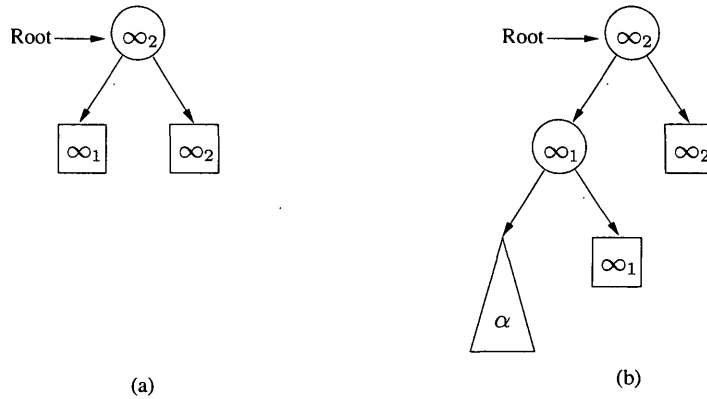 Root
∞₂
∞₁
∞₂
(a)
Root
∞₂
∞₁
∞₂
∞₁
α
(b)